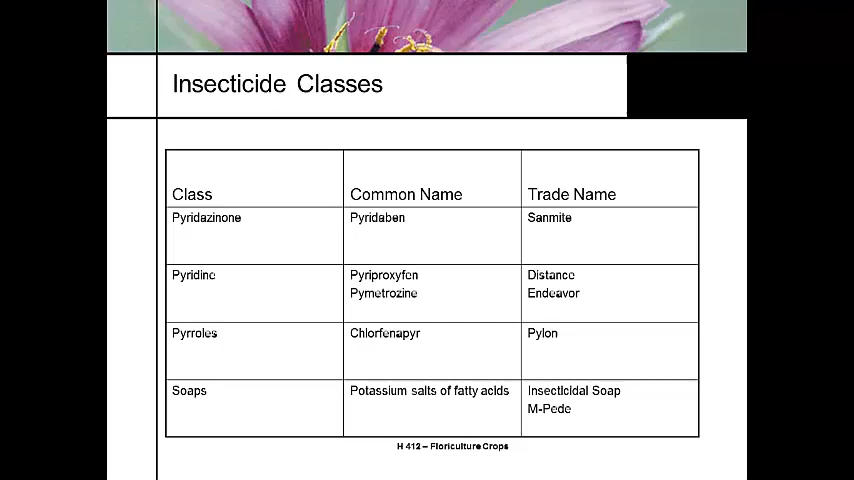 Insecticide Classes
Class Common Name Trade Name
Pyridazinone Pyridaben Sanmite
Pyridine Pyriproxyfen Distance
Pymetrozine Endeavor
Pyrroles Chlorfenapyr Pylon
Soaps Potassium salts of fatty acids Insecticidal Soap
M-Pede
H 412 – Floriculture Crops